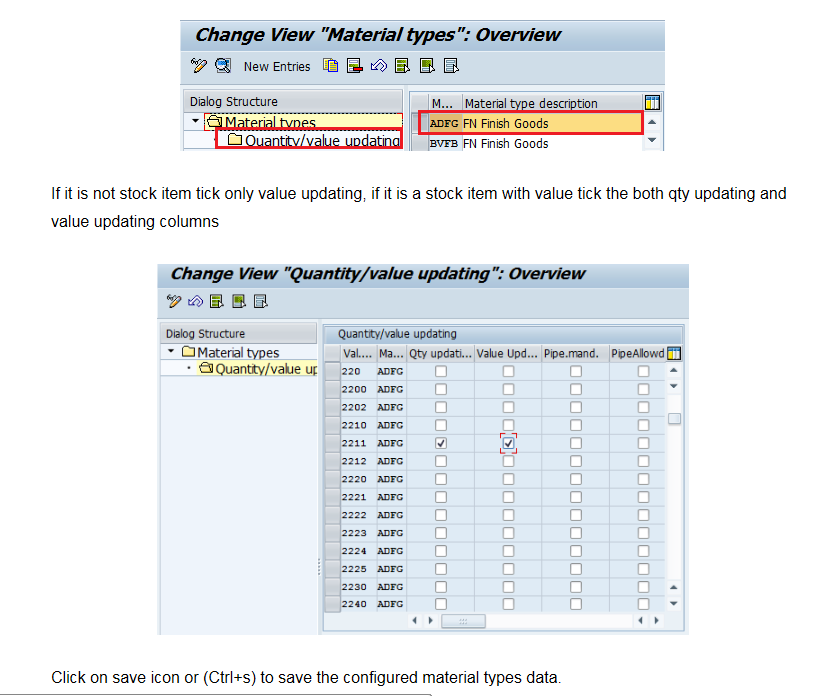 Change View "Material types": Overview
New Entries
Dialog Structure
Material types
Quantity/value updating
M... Material type description
ADFG FN Finish Goods
BVFB FN Finish Goods
If it is not stock item tick only value updating, if it is a stock item with value tick the both qty updating and
value updating columns
Change View "Quantity/value updating": Overview
Dialog Structure
Material types
Quantity/value up
Quantity/value updating
Val.... Ma... Qty updati... Value Upd... Pipe.mand. PipeAllowd
220 ADFG
2200 ADFG
2202 ADFG
2210 ADFG
2211 ADFG
2212 ADFG
2220 ADFG
2221 ADFG
2222 ADFG
2223 ADFG
2224 ADFG
2225 ADFG
2230 ADFG
2240 ADFG
Click on save icon or (Ctrl+s) to save the configured material types data.